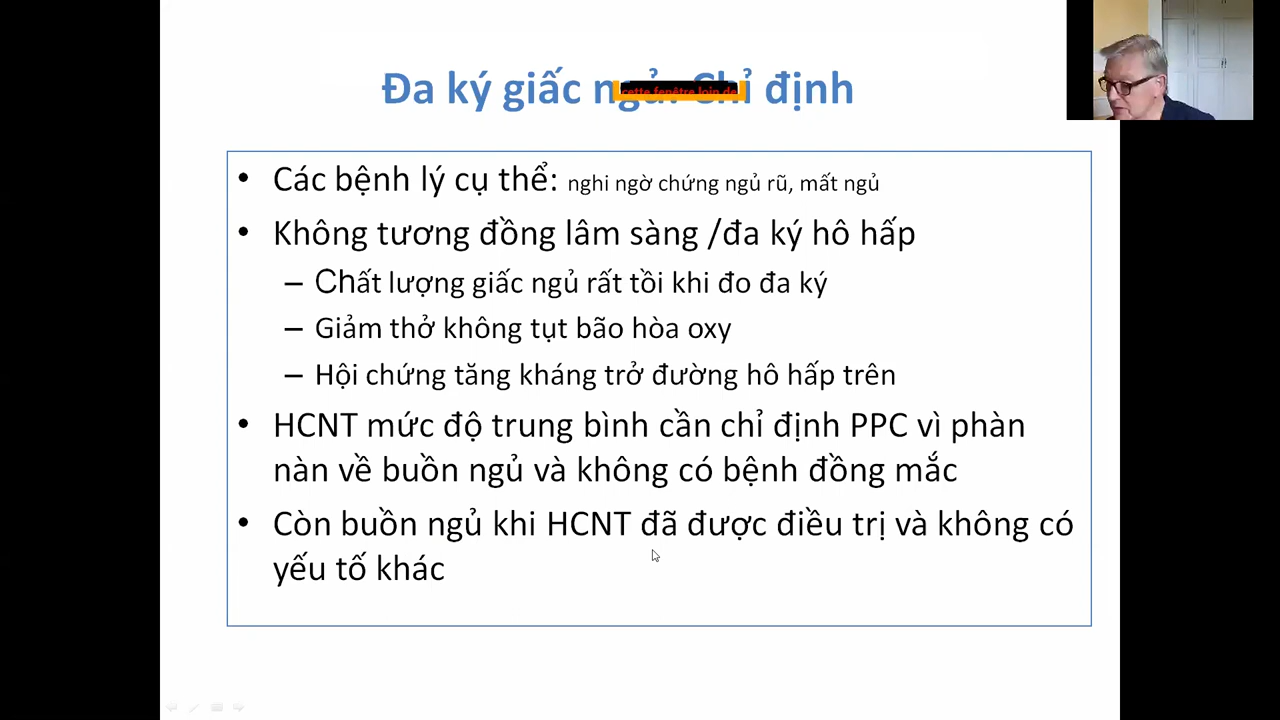 Đa ký giấc ngủ: Chỉ định
cette fenêtre loin de
• Các bệnh lý cụ thể: nghi ngờ chứng ngủ rũ, mất ngủ
• Không tương đồng lâm sàng /đa ký hô hấp
– Chất lượng giấc ngủ rất tồi khi đo đa ký
– Giảm thở không tụt bão hòa oxy
– Hội chứng tăng kháng trở đường hô hấp trên
• HCNT mức độ trung bình cần chỉ định PPC vì phàn
nàn về buồn ngủ và không có bệnh đồng mắc
• Còn buồn ngủ khi HCNT đã được điều trị và không có
yếu tố khác